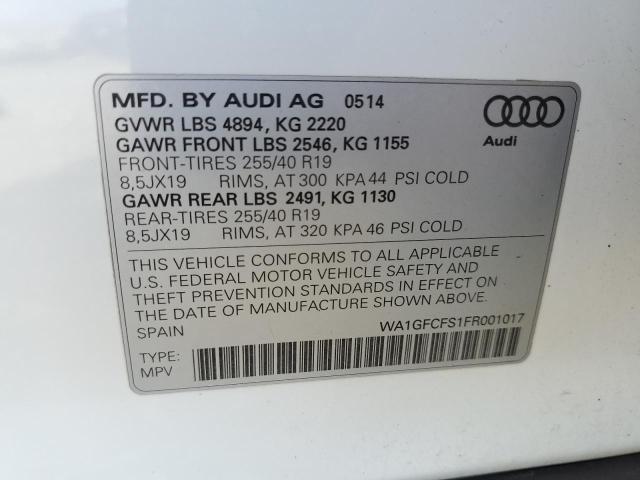 MFD. BY AUDI AG 0514
GVWR LBS 4894, KG 2220
GAWR FRONT LBS 2546, KG 1155
FRONT-TIRES 255/40 R19
8,5JX19 RIMS, AT 300 KPA 44 PSI COLD
GAWR REAR LBS 2491, KG 1130
REAR-TIRES 255/40 R19
8,5JX19 RIMS, AT 320 KPA 46 PSI COLD
Audi
THIS VEHICLE CONFORMS TO ALL APPLICABLE
U.S. FEDERAL MOTOR VEHICLE SAFETY AND
THEFT PREVENTION STANDARDS IN EFFECT ON
THE DATE OF MANUFACTURE SHOWN ABOVE.
SPAIN WA1GFCFS1FR001017
TYPE:
MPV